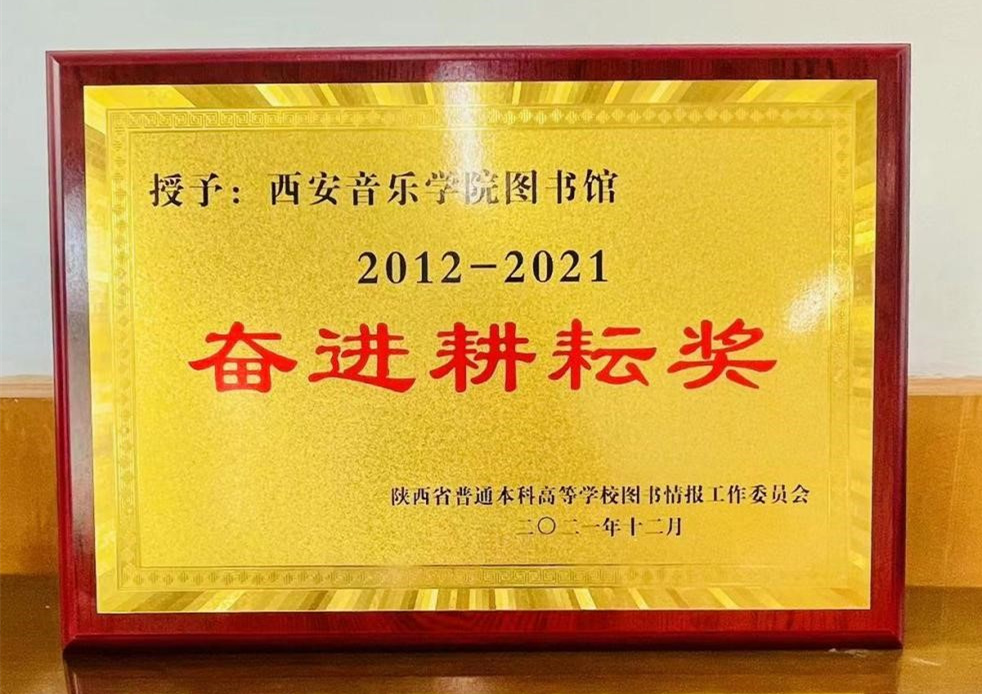 授予：西安音乐学院图书馆
2012-2021
奋进耕耘奖
陕西省普通本科高等学校图书情报工作委员会
二〇二一年十二月